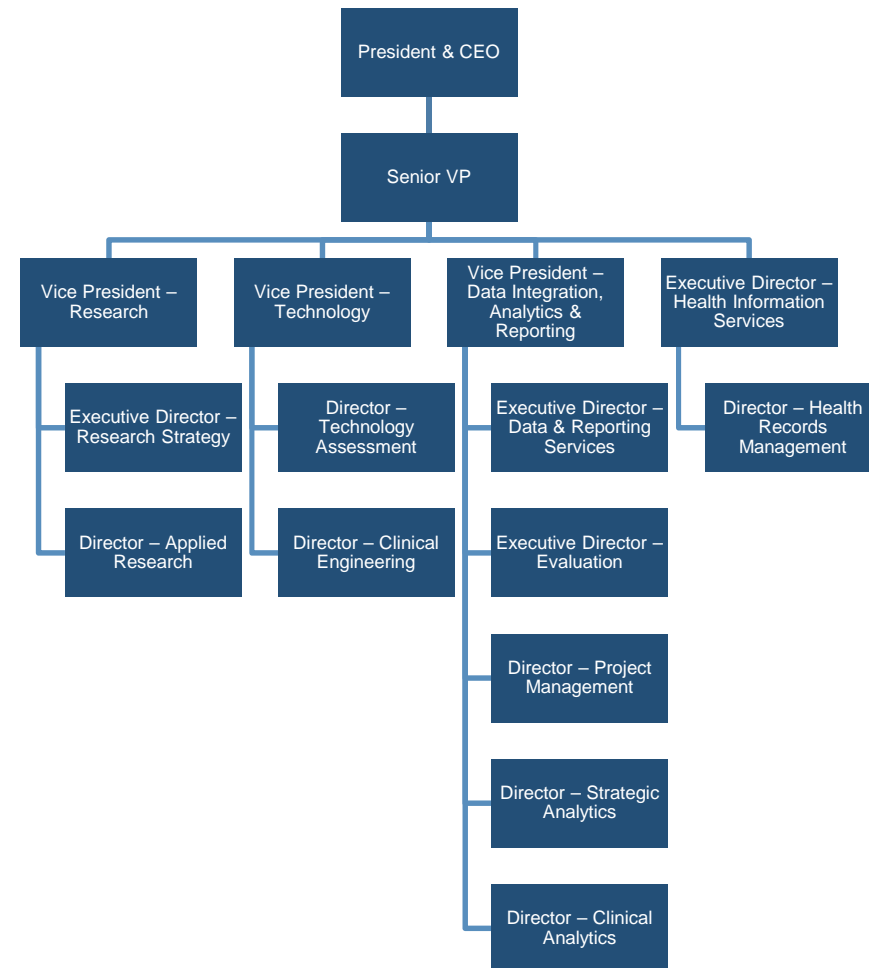 President & CEO
Senior VP
Vice President –
Research
Vice President –
Technology
Vice President –
Data Integration,
Analytics &
Reporting
Executive Director –
Health Information
Services
Executive Director –
Research Strategy
Director –
Technology
Assessment
Executive Director –
Data & Reporting
Services
Director – Health
Records
Management
Director – Applied
Research
Director – Clinical
Engineering
Executive Director –
Evaluation
Director – Project
Management
Director – Strategic
Analytics
Director – Clinical
Analytics